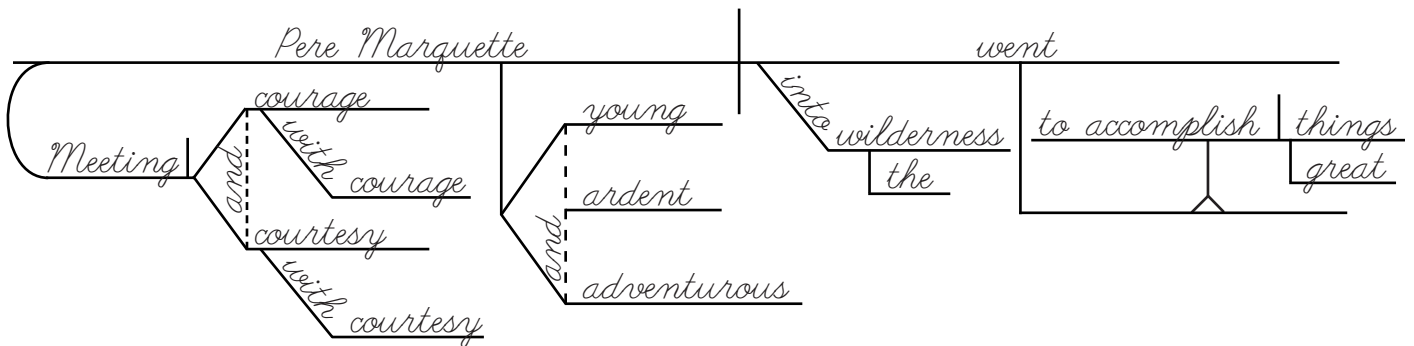 Pere Marquette went
into
courage
young
wilderness
to accomplish things
Meeting
with
and
courage
ardent
the
great
courtesy
and
with
courtesy
adventurous